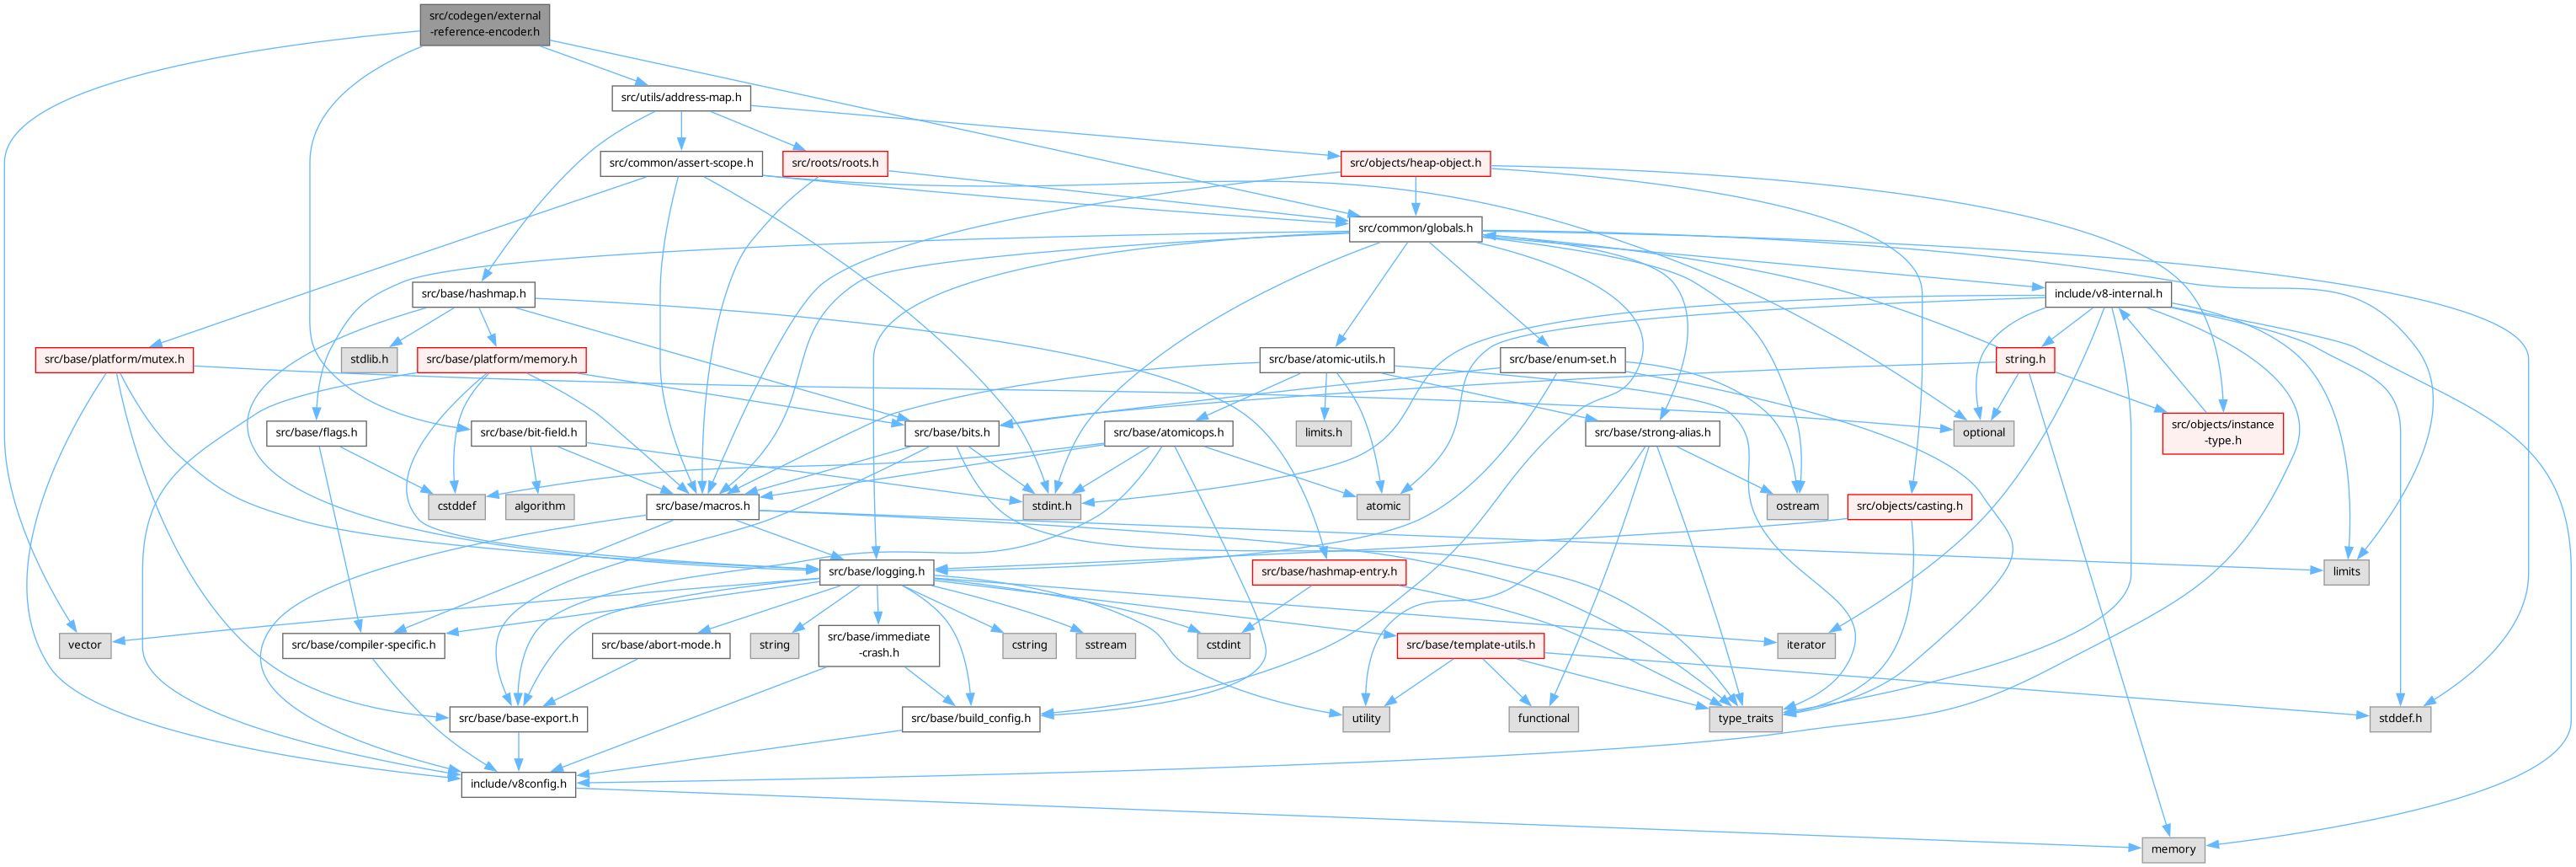 src/codegen/external
-reference-encoder.h
src/utils/address-map.h
src/common/assert-scope.h
src/roots/roots.h
src/objects/heap-object.h
src/common/globals.h
src/base/hashmap.h
include/v8-internal.h
src/base/platform/mutex.h
stdlib.h
src/base/platform/memory.h
src/base/atomic-utils.h
src/base/enum-set.h
string.h
src/base/flags.h
src/base/bit-field.h
src/base/bits.h
src/base/atomicops.h
limits.h
src/base/strong-alias.h
optional
src/objects/instance
-type.h
cstddef
algorithm
src/base/macros.h
stdint.h
atomic
ostream
src/objects/casting.h
src/base/logging.h
src/base/hashmap-entry.h
limits
vector
src/base/compiler-specific.h
src/base/abort-mode.h
string
src/base/immediate
-crash.h
cstring
sstream
cstdint
src/base/template-utils.h
iterator
src/base/base-export.h
src/base/build_config.h
utility
functional
type_traits
stddef.h
include/v8config.h
memory